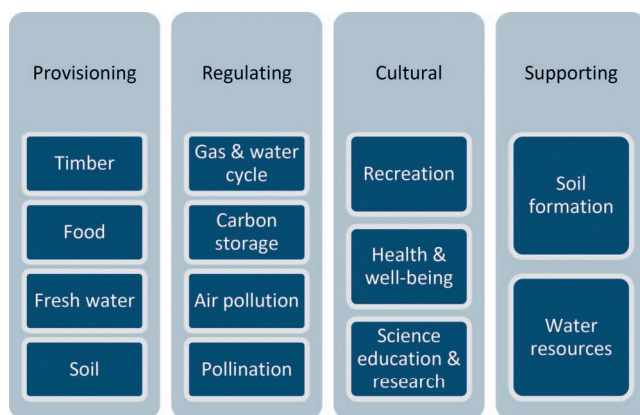 Provisioning
Timber
Food
Fresh water
Soil
Regulating
Gas & water
cycle
Carbon
storage
Air pollution
Pollination
Cultural
Recreation
Health &
well-being
Science
education &
research
Supporting
Soil
formation
Water
resources